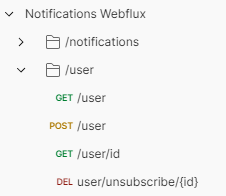 Notifications Webflux
/notifications
/user
GET /user
POST /user
GET /user/id
DEL user/unsubscribe/{id}